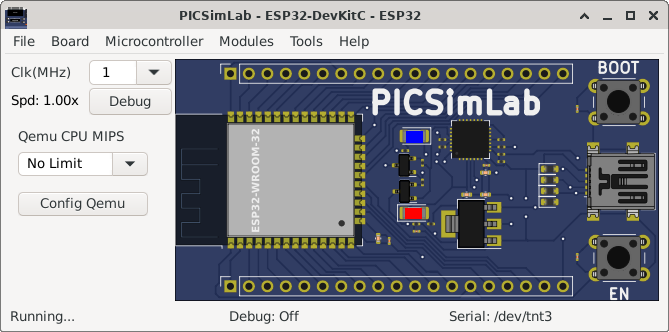 PICSimLab - ESP32-DevKitC - ESP32
File Board Microcontroller Modules Tools Help
Clk(MHz) 1
Spd: 1.00x Debug
Qemu CPU MIPS
No Limit
Config Qemu
BOOT
PICSimLab
ESP32-WROOM-32
EN
Running... Debug: Off Serial: /dev/tnt3